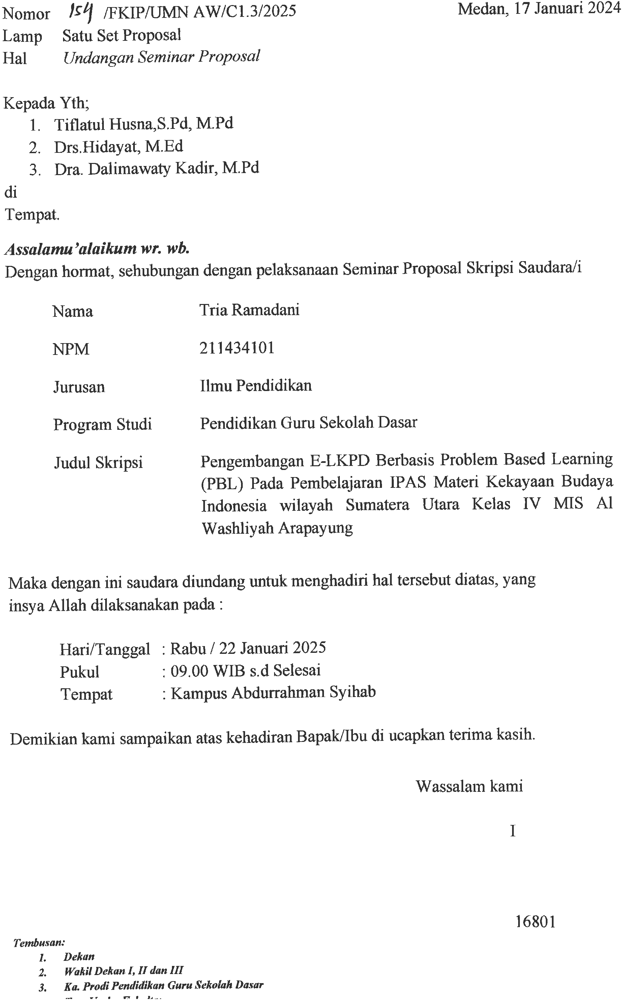 Nomor 154 /FKIP/UMN AW/C1.3/2025 Medan, 17 Januari 2024
Lamp Satu Set Proposal
Hal Undangan Seminar Proposal
Kepada Yth;
1. Tiflatul Husna,S.Pd, M.Pd
2. Drs.Hidayat, M.Ed
3. Dra. Dalimawaty Kadir, M.Pd
di
Tempat.
Assalamu'alaikum wr. wb.
Dengan hormat, sehubungan dengan pelaksanaan Seminar Proposal Skripsi Saudara/i
Nama Tria Ramadani
NPM 211434101
Jurusan Ilmu Pendidikan
Program Studi Pendidikan Guru Sekolah Dasar
Judul Skripsi Pengembangan E-LKPD Berbasis Problem Based Learning
(PBL) Pada Pembelajaran IPAS Materi Kekayaan Budaya
Indonesia wilayah Sumatera Utara Kelas IV MIS Al
Washliyah Arapayung
Maka dengan ini saudara diundang untuk menghadiri hal tersebut diatas, yang
insya Allah dilaksanakan pada :
Hari/Tanggal : Rabu / 22 Januari 2025
Pukul : 09.00 WIB s.d Selesai
Tempat : Kampus Abdurrahman Syihab
Demikian kami sampaikan atas kehadiran Bapak/Ibu di ucapkan terima kasih.
Wassalam kami
I
16801
Tembusan:
1. Dekan
2. Wakil Dekan I, II dan III
3. Ka. Prodi Pendidikan Guru Sekolah Dasar